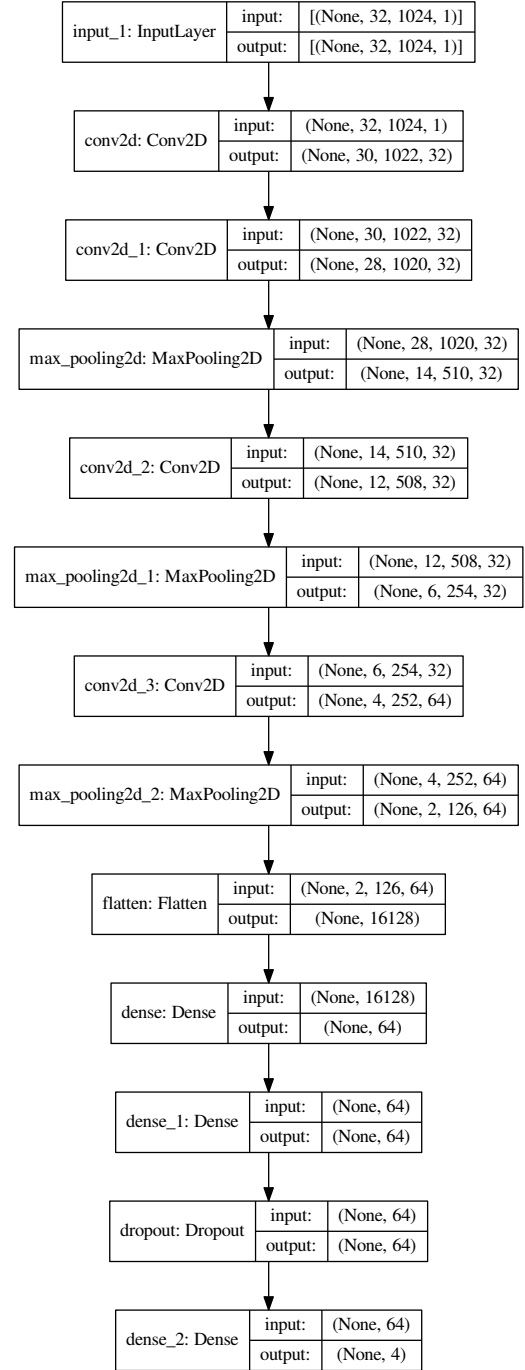 input_1: InputLayer
input: [(None, 32, 1024, 1)]
output: [(None, 32, 1024, 1)]
conv2d: Conv2D
input: (None, 32, 1024, 1)
output: (None, 30, 1022, 32)
conv2d_1: Conv2D
input: (None, 30, 1022, 32)
output: (None, 28, 1020, 32)
max_pooling2d: MaxPooling2D
input: (None, 28, 1020, 32)
output: (None, 14, 510, 32)
conv2d_2: Conv2D
input: (None, 14, 510, 32)
output: (None, 12, 508, 32)
max_pooling2d_1: MaxPooling2D
input: (None, 12, 508, 32)
output: (None, 6, 254, 32)
conv2d_3: Conv2D
input: (None, 6, 254, 32)
output: (None, 4, 252, 64)
max_pooling2d_2: MaxPooling2D
input: (None, 4, 252, 64)
output: (None, 2, 126, 64)
flatten: Flatten
input: (None, 2, 126, 64)
output: (None, 16128)
dense: Dense
input: (None, 16128)
output: (None, 64)
dense_1: Dense
input: (None, 64)
output: (None, 64)
dropout: Dropout
input: (None, 64)
output: (None, 64)
dense_2: Dense
input: (None, 64)
output: (None, 4)